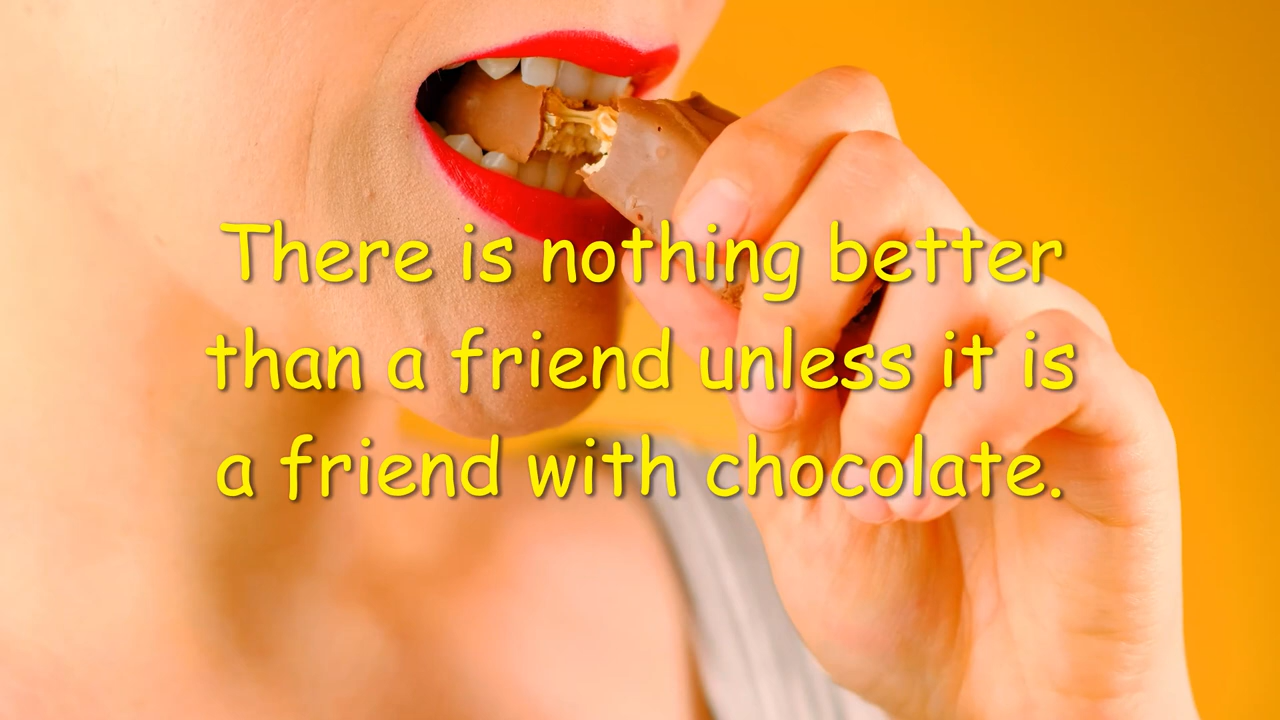 There is nothing better
than a friend unless it is
a friend with chocolate.